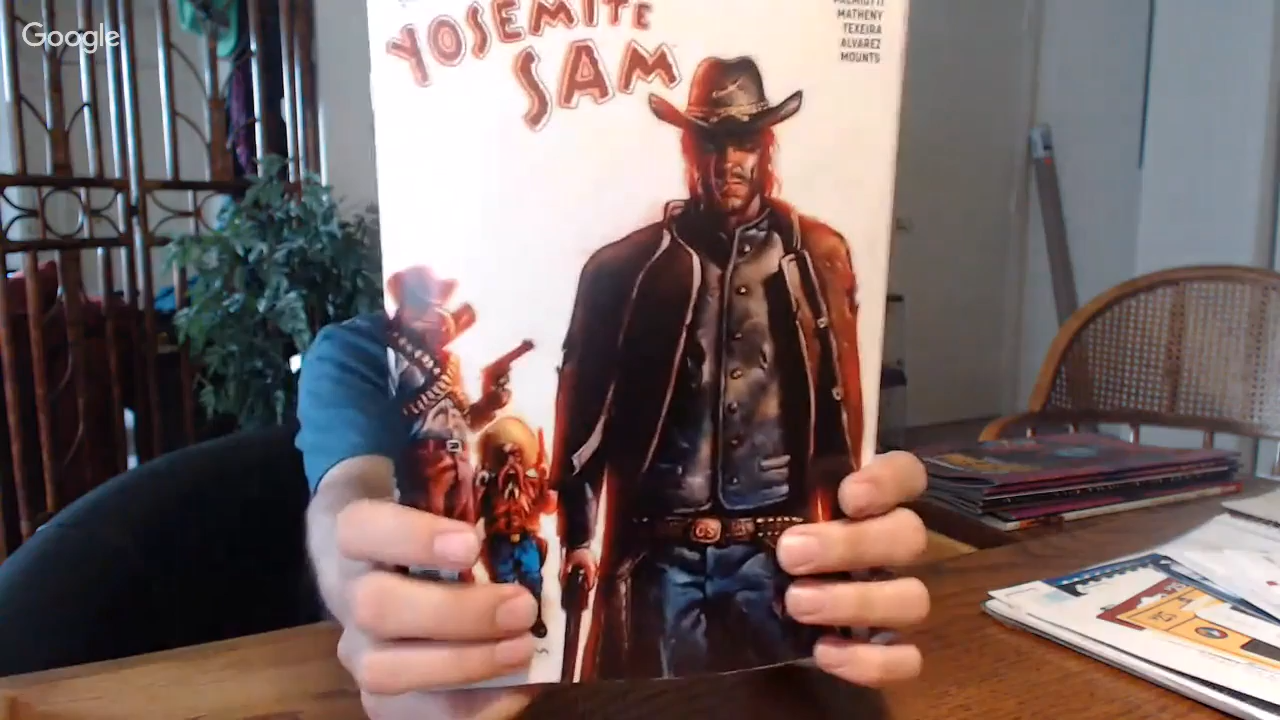 Google
YOSEMITE
SAM
PALMIOTTI
MATHENY
TEXEIRA
ALVAREZ
MOUNTS